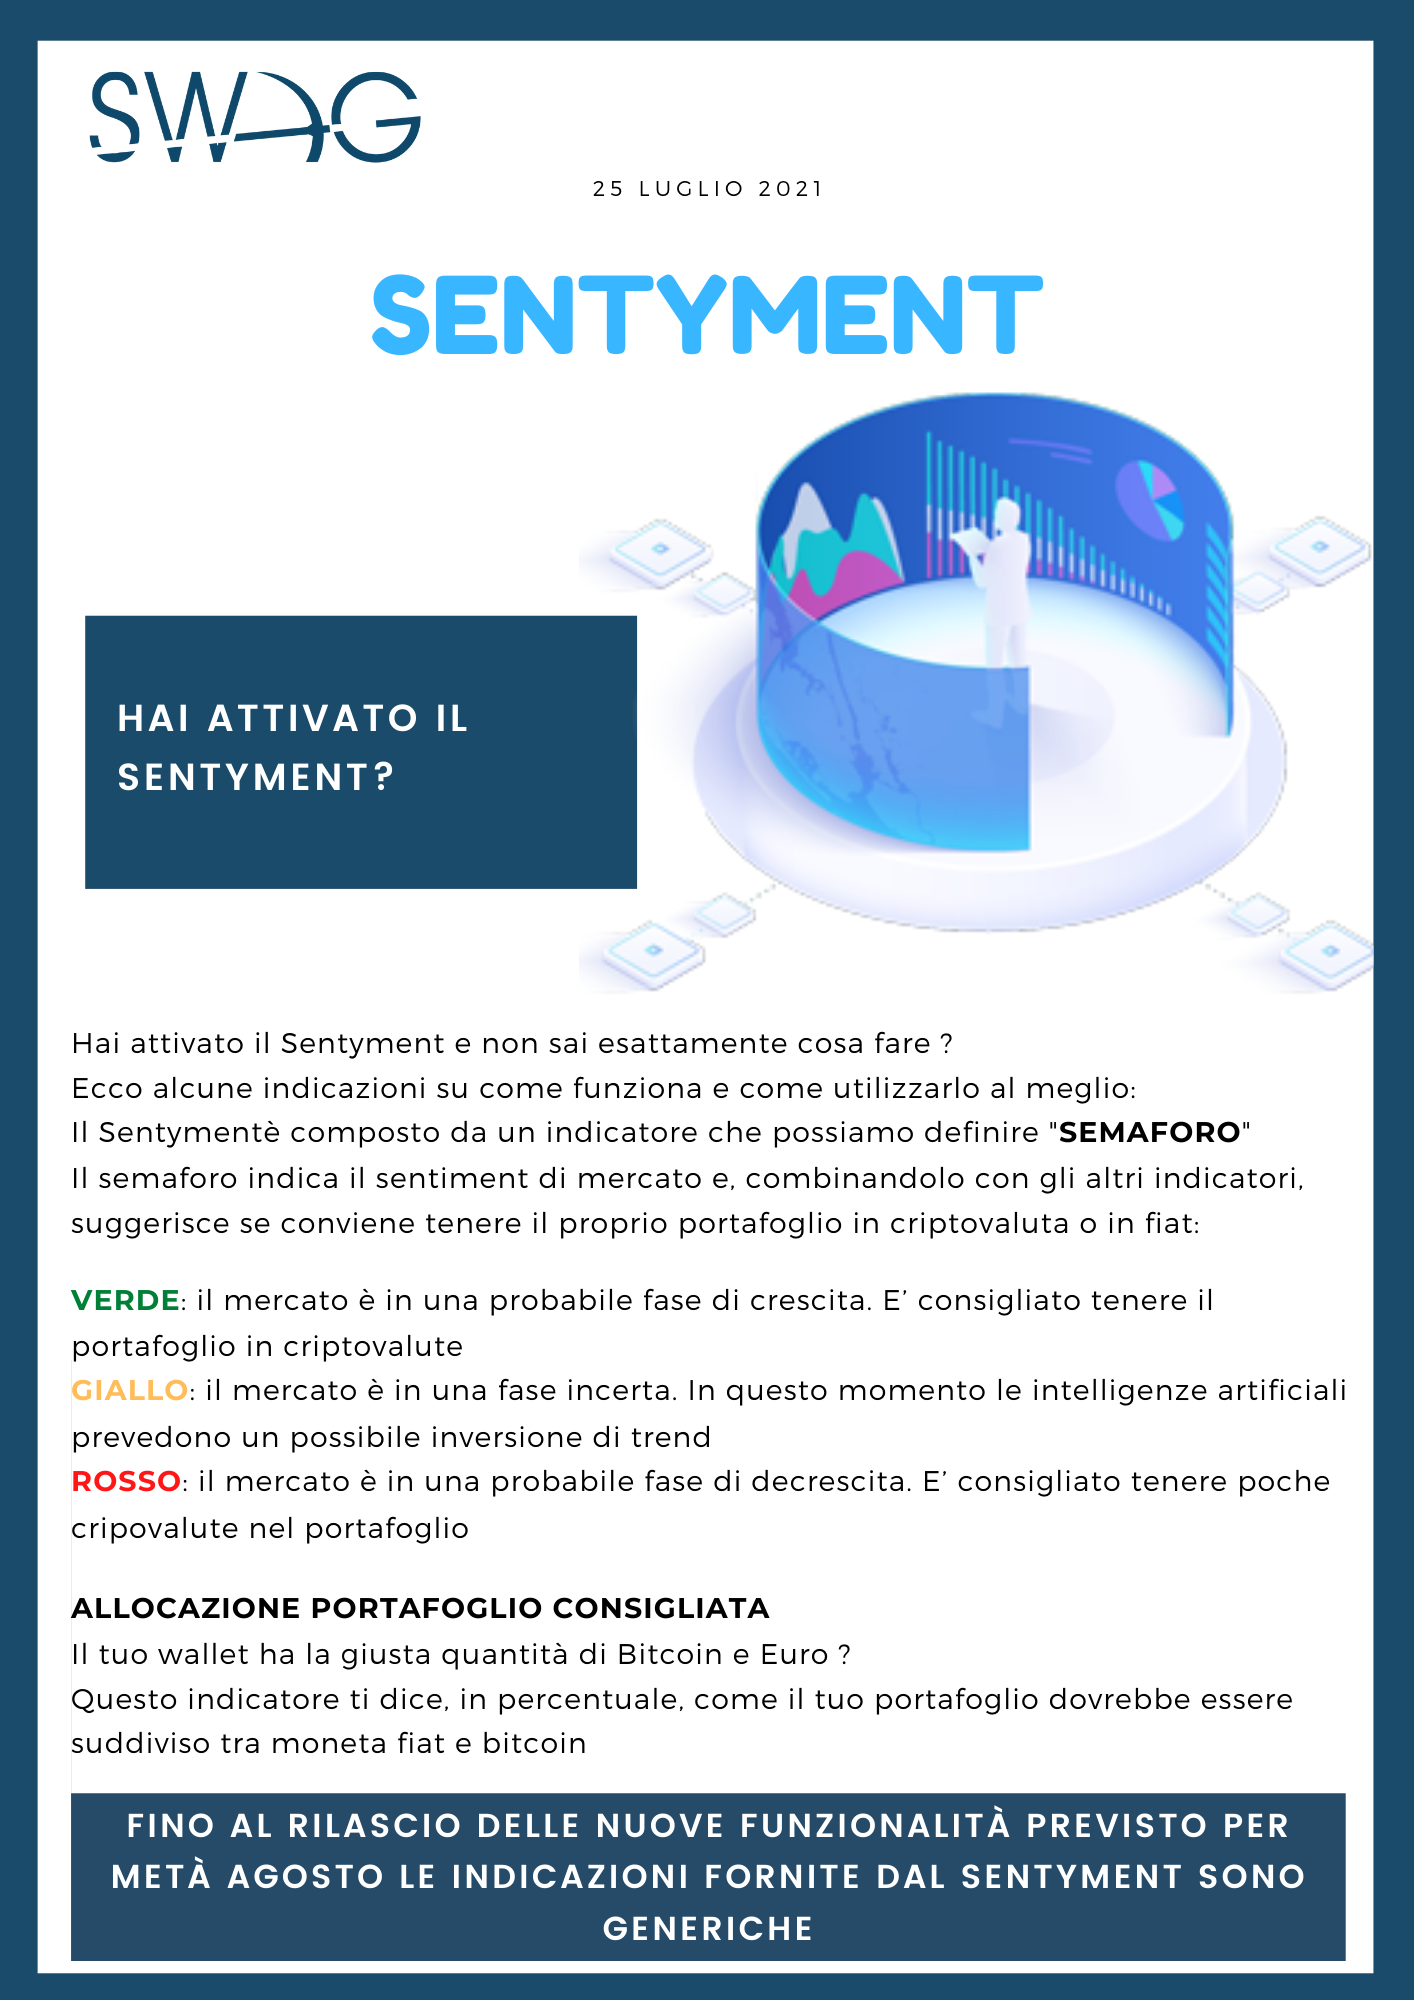 SWAG
25 LUGLIO 2021
SENTYMENT
HAI ATTIVATO IL
SENTYMENT?
Hai attivato il Sentyment e non sai esattamente cosa fare ?
Ecco alcune indicazioni su come funziona e come utilizzarlo al meglio:
Il Sentymentè composto da un indicatore che possiamo definire "SEMAFORO"
Il semaforo indica il sentiment di mercato e, combinandolo con gli altri indicatori,
suggerisce se conviene tenere il proprio portafoglio in criptovaluta o in fiat:
VERDE: il mercato è in una probabile fase di crescita. E’ consigliato tenere il
portafoglio in criptovalute
GIALLO: il mercato è in una fase incerta. In questo momento le intelligenze artificiali
prevedono un possibile inversione di trend
ROSSO: il mercato è in una probabile fase di decrescita. E’ consigliato tenere poche
cripovalute nel portafoglio
ALLOCAZIONE PORTAFOGLIO CONSIGLIATA
Il tuo wallet ha la giusta quantità di Bitcoin e Euro ?
Questo indicatore ti dice, in percentuale, come il tuo portafoglio dovrebbe essere
suddiviso tra moneta fiat e bitcoin
FINO AL RILASCIO DELLE NUOVE FUNZIONALITÀ PREVISTO PER
METÀ AGOSTO LE INDICAZIONI FORNITE DAL SENTYMENT SONO
GENERICHE